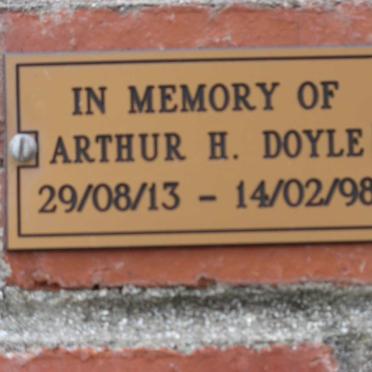 IN MEMORY OF
ARTHUR H. DOYLE
29/08/13 – 14/02/98